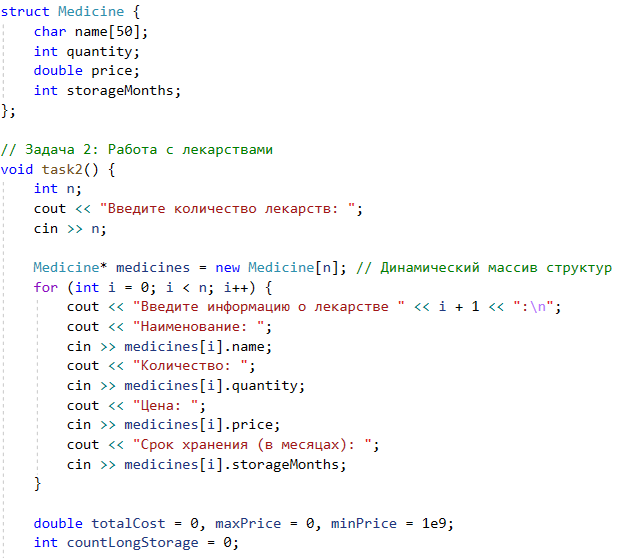 struct Medicine {
    char name[50];
    int quantity;
    double price;
    int storageMonths;
};

// Задача 2: Работа с лекарствами
void task2() {
    int n;
    cout << "Введите количество лекарств: ";
    cin >> n;

    Medicine* medicines = new Medicine[n]; // Динамический массив структур
    for (int i = 0; i < n; i++) {
        cout << "Введите информацию о лекарстве " << i + 1 << ":\n";
        cout << "Наименование: ";
        cin >> medicines[i].name;
        cout << "Количество: ";
        cin >> medicines[i].quantity;
        cout << "Цена: ";
        cin >> medicines[i].price;
        cout << "Срок хранения (в месяцах): ";
        cin >> medicines[i].storageMonths;
    }

    double totalCost = 0, maxPrice = 0, minPrice = 1e9;
    int countLongStorage = 0;